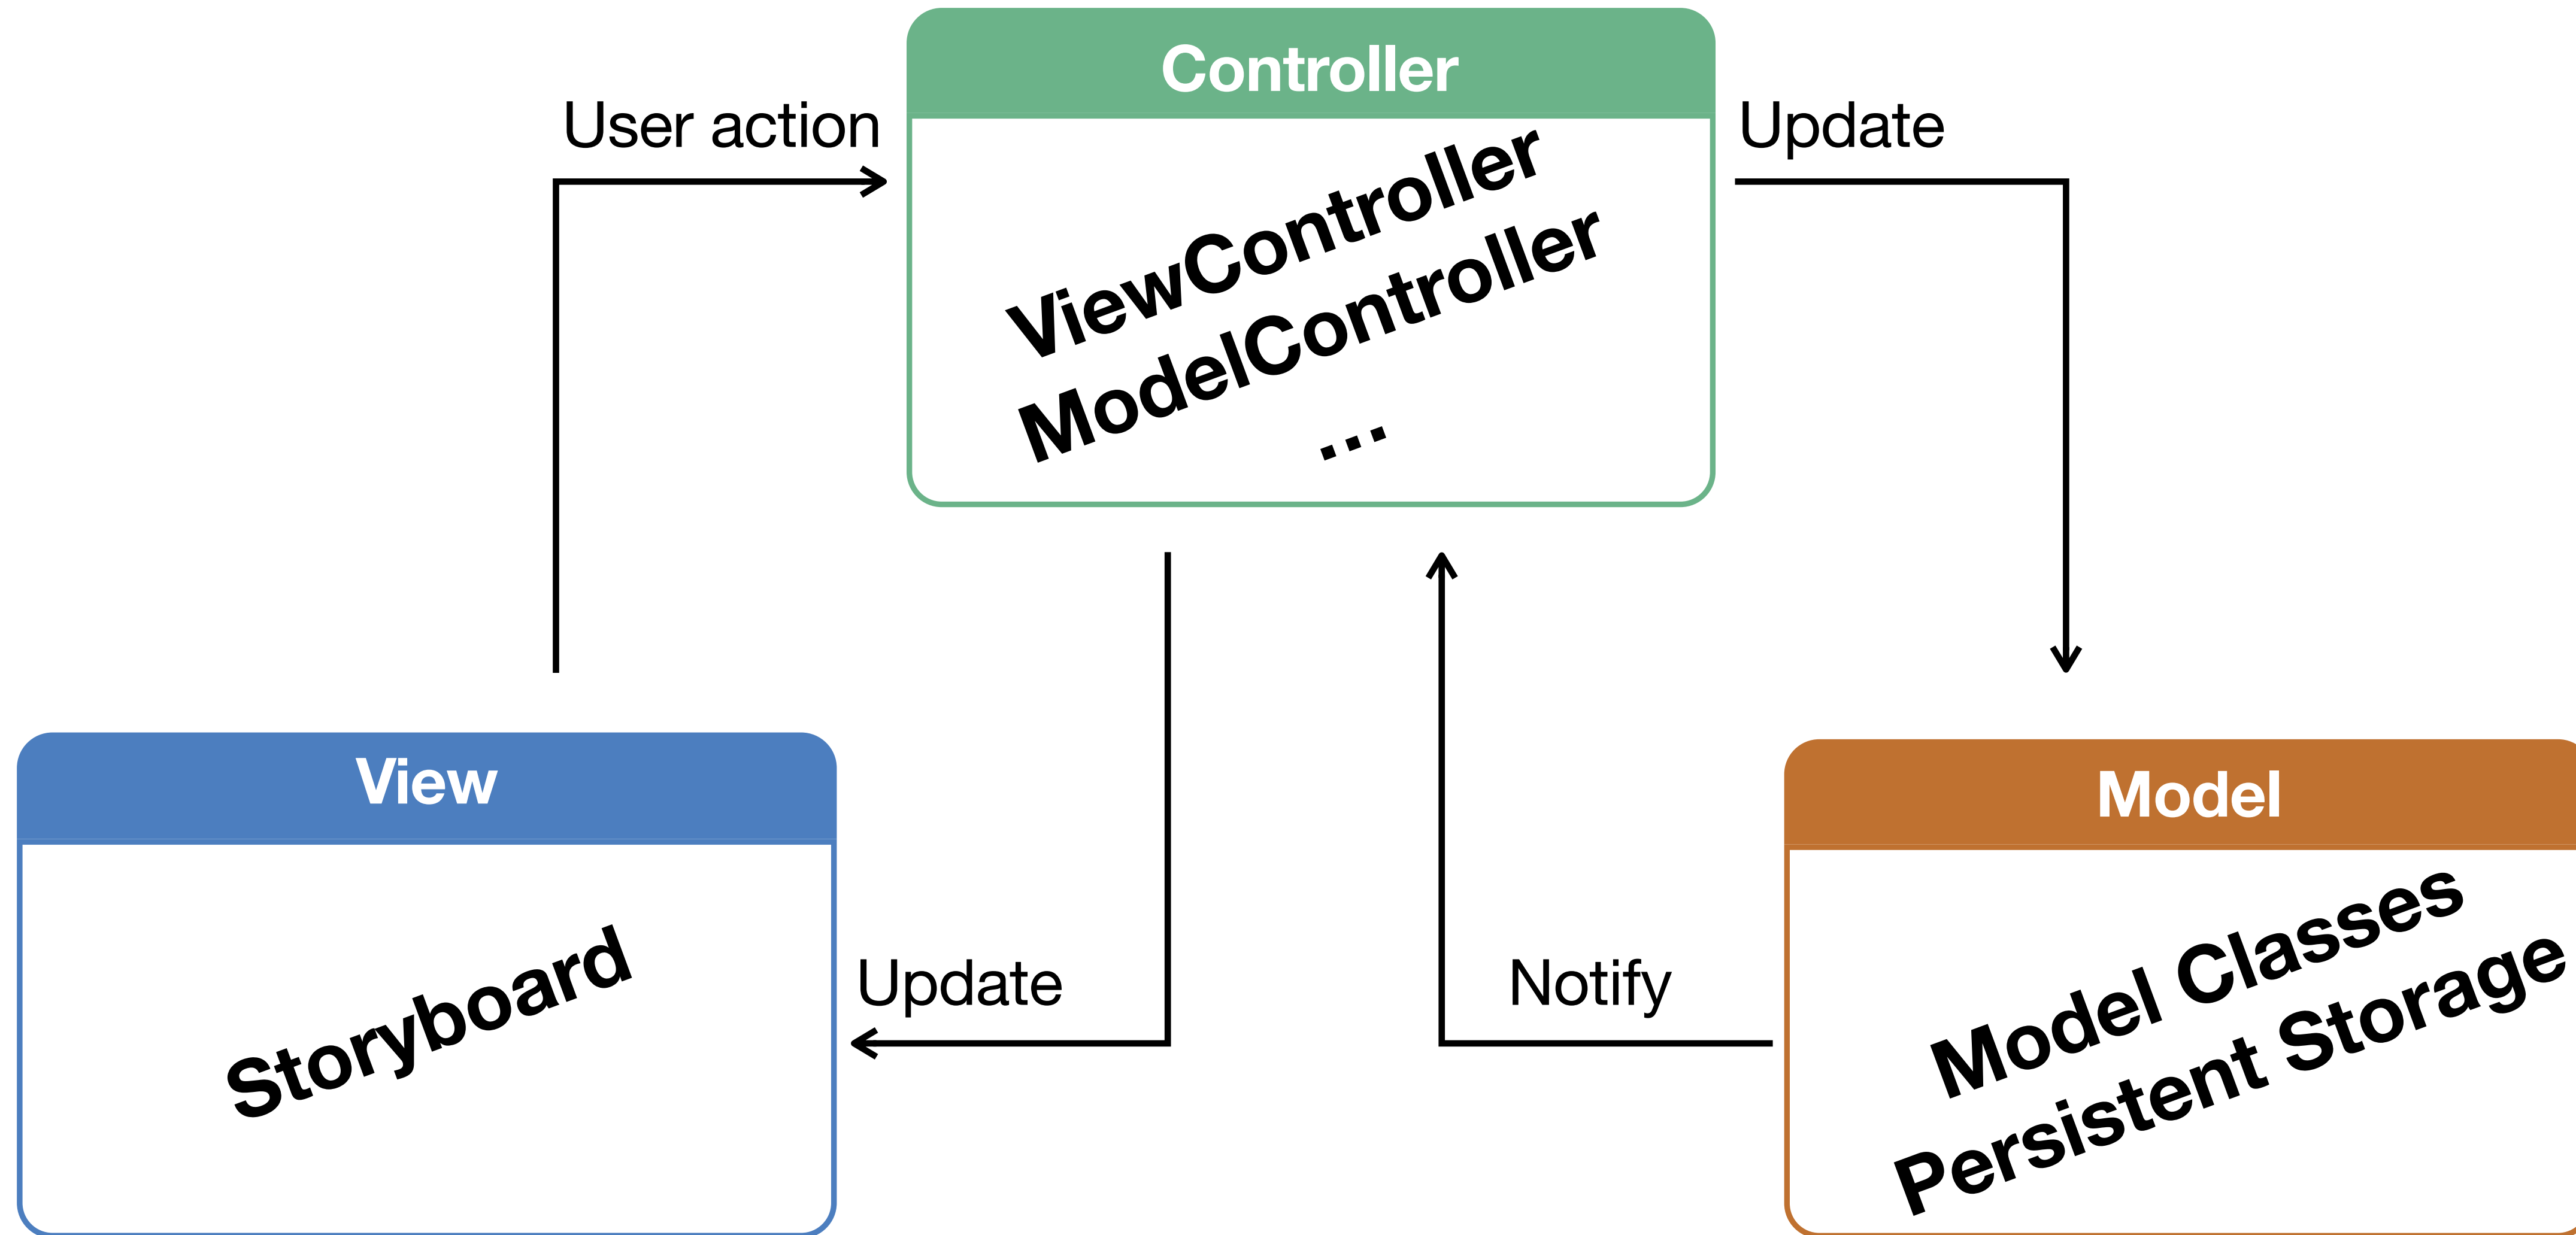 Controller
User action
Update
ViewController
ModelController
...
View
Model
Storyboard
Update
Notify
Model Classes
Persistent Storage